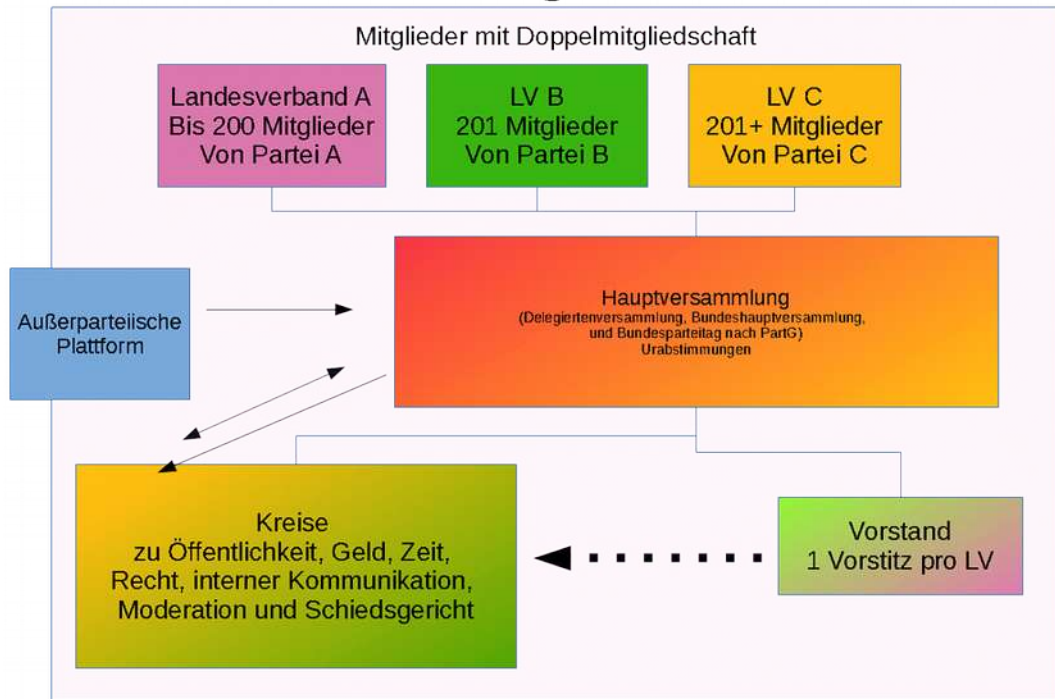 Mitglieder mit Doppelmitgliedschaft
Landesverband A
Bis 200 Mitglieder
Von Partei A
LV B
201 Mitglieder
Von Partei B
LV C
201+ Mitglieder
Von Partei C
Außerparteiische
Plattform
Hauptversammlung
(Delegiertenversammlung, Bundeshauptversammlung,
und Bundesparteitag nach PartG)
Urabstimmungen
Kreise
zu Öffentlichkeit, Geld, Zeit,
Recht, interner Kommunikation,
Moderation und Schiedsgericht
Vorstand
1 Vorstitz pro LV